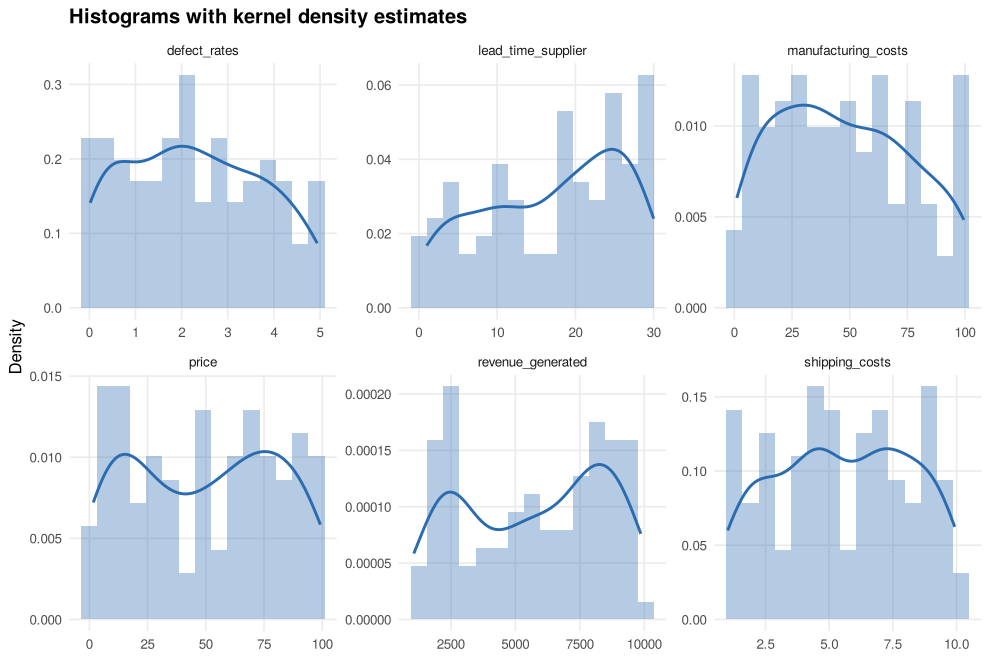 Histograms with kernel density estimates
defect_rates
lead_time_supplier
manufacturing_costs
0.3
0.2
0.1
0.0
0.06
0.04
0.02
0.00
0.010
0.005
0.000
0 1 2 3 4 5
0 10 20 30
0 25 50 75 100
Density
price
revenue_generated
shipping_costs
0.015
0.010
0.005
0.000
0.00020
0.00015
0.00010
0.00005
0.00000
0.15
0.10
0.05
0.00
0 25 50 75 100
2500 5000 7500 10000
2.5 5.0 7.5 10.0